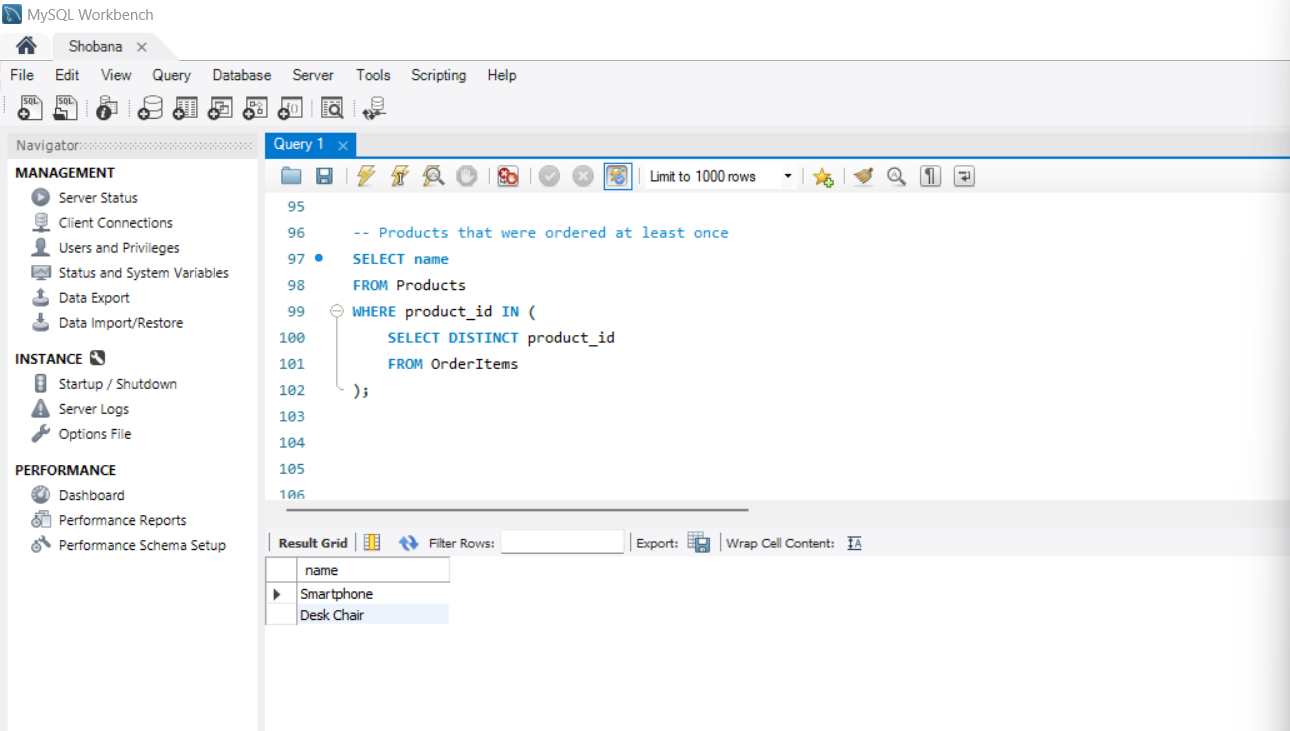 MySQL Workbench
Shobana
File Edit View Query Database Server Tools Scripting Help
Navigator
MANAGEMENT
Server Status
Client Connections
Users and Privileges
Status and System Variables
Data Export
Data Import/Restore
INSTANCE
Startup / Shutdown
Server Logs
Options File
PERFORMANCE
Dashboard
Performance Reports
Performance Schema Setup
Query 1
Limit to 1000 rows
95
96 -- Products that were ordered at least once
97 SELECT name
98 FROM Products
99 WHERE product_id IN (
100 SELECT DISTINCT product_id
101 FROM OrderItems
102 );
103
104
105
106
Result Grid Filter Rows: Export: Wrap Cell Content:
name
Smartphone
Desk Chair